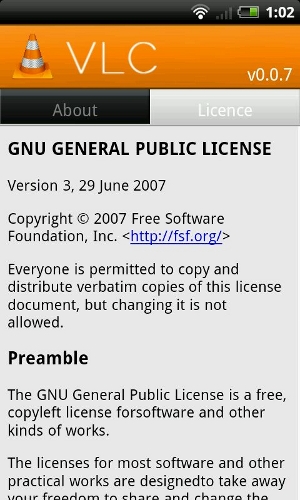 1:02
VLC
v0.0.7
About
Licence
GNU GENERAL PUBLIC LICENSE
Version 3, 29 June 2007
Copyright © 2007 Free Software
Foundation, Inc. <http://fsf.org/>
Everyone is permitted to copy and
distribute verbatim copies of this license
document, but changing it is not
allowed.
Preamble
The GNU General Public License is a free,
copyleft license forsoftware and other
kinds of works.
The licenses for most software and other
practical works are designedto take away
your freedom to share and change the